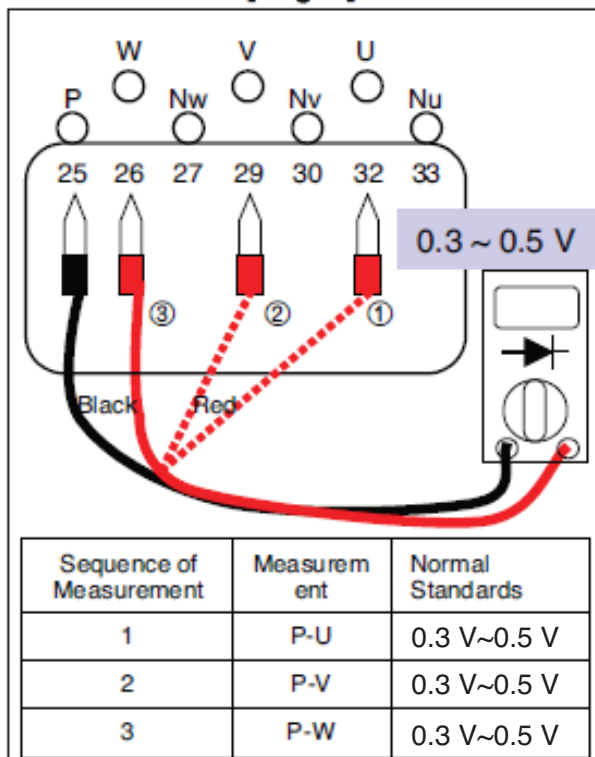 W V U
P Nw Nv Nu
25 26 27 29 30 32 33
0.3 ~ 0.5 V
③ ② ①
Black Red
Sequence of Measurement Measurement Normal Standards
1 P-U 0.3 V~0.5 V
2 P-V 0.3 V~0.5 V
3 P-W 0.3 V~0.5 V